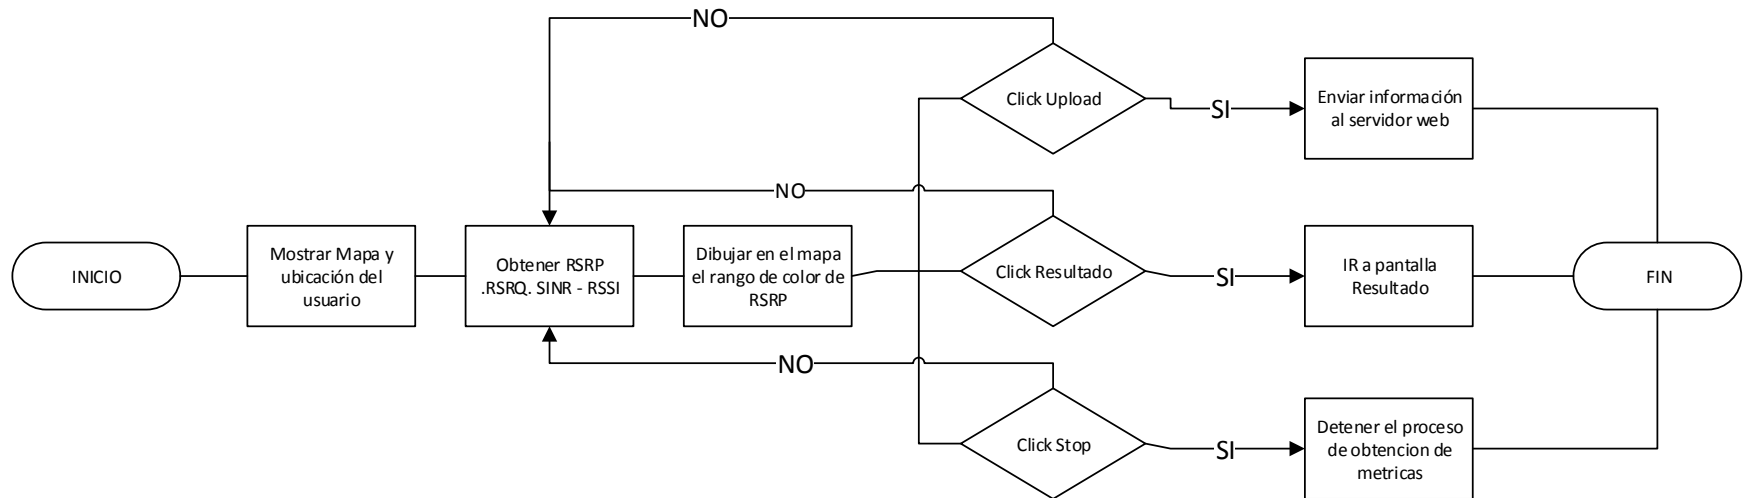 NO
Click Upload
SI
Enviar información
al servidor web
NO
INICIO
Mostrar Mapa y
ubicación del
usuario
Obtener RSRP
.RSRQ. SINR - RSSI
Dibujar en el mapa
el rango de color de
RSRP
Click Resultado
SI
IR a pantalla
Resultado
FIN
NO
Click Stop
SI
Detener el proceso
de obtencion de
metricas